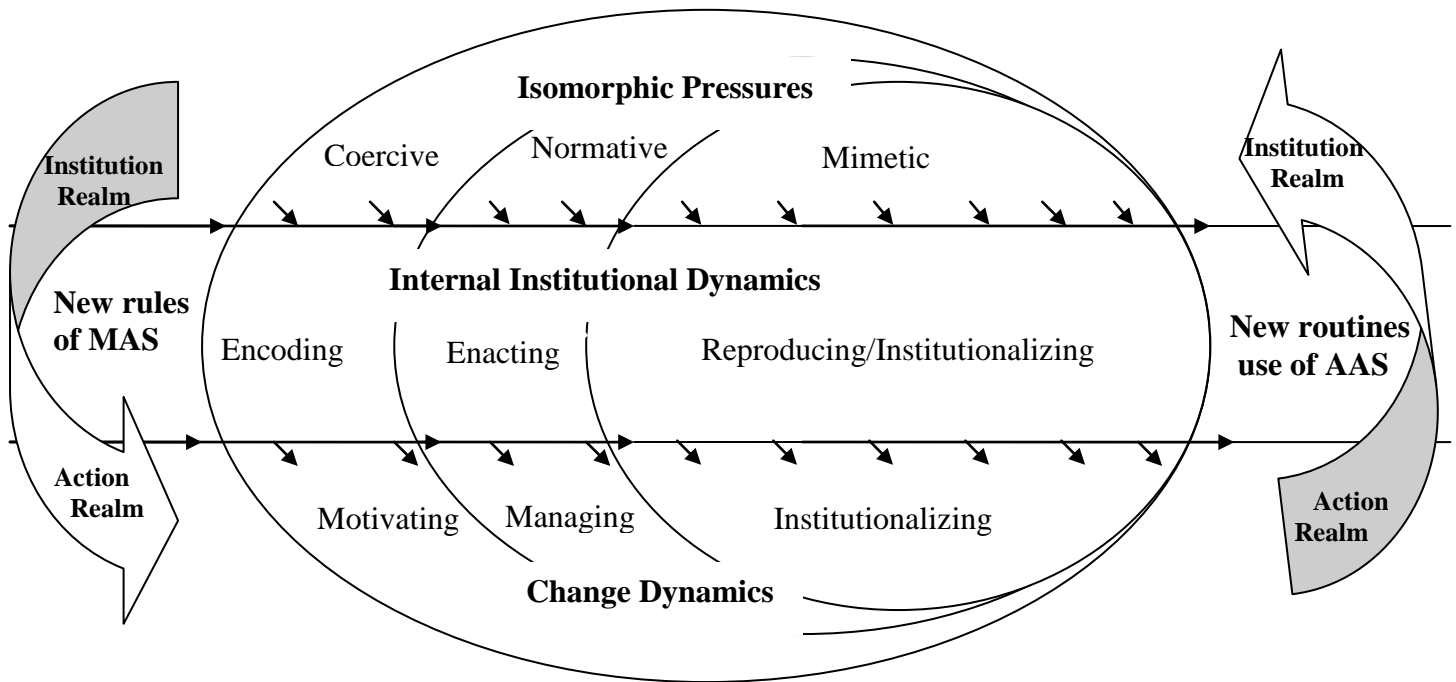 Isomorphic Pressures
Coercive
Normative
Mimetic
Institution
Realm
Institution
Realm
Internal Institutional Dynamics
New rules
of MAS
Encoding
Enacting
Reproducing/Institutionalizing
New routines
use of AAS
Action
Realm
Motivating
Managing
Institutionalizing
Action
Realm
Change Dynamics